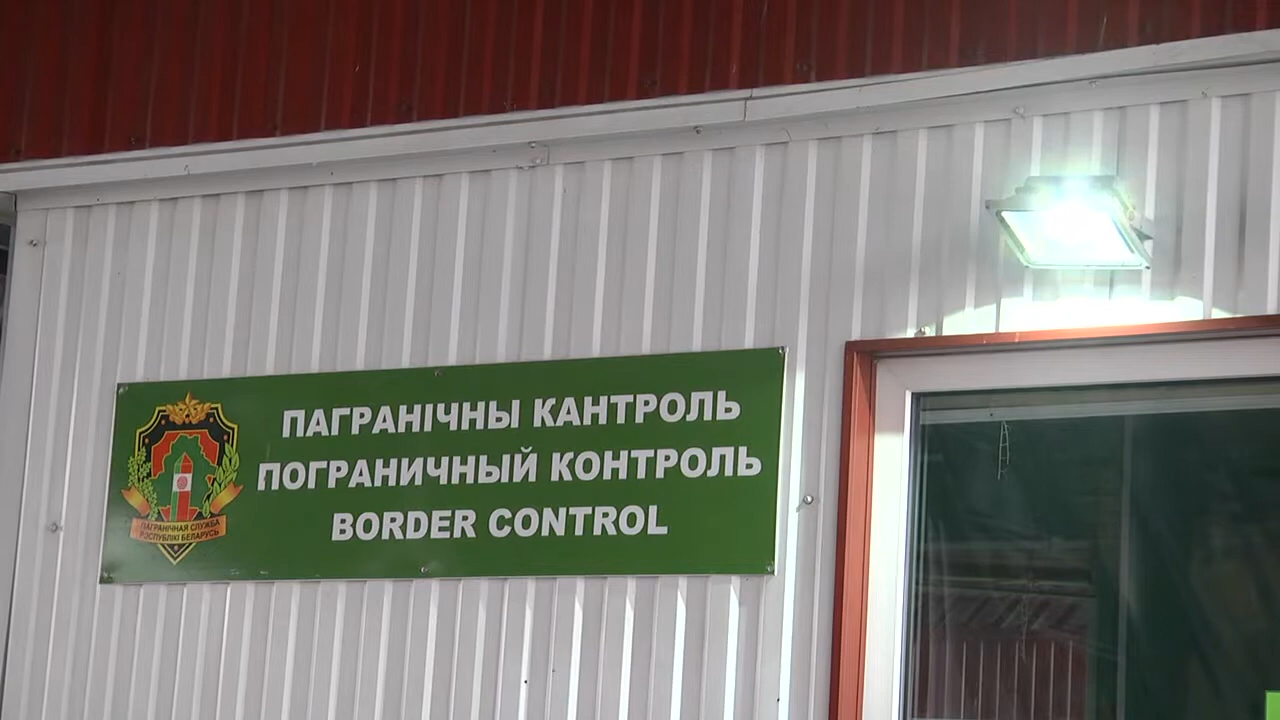 ПАГРАНІЧНЫ КАНТРОЛЬ
ПОГРАНИЧНЫЙ КОНТРОЛЬ
BORDER CONTROL
ПАГРАНІЧНАЯ СЛУЖБА
РЭСПУБЛІКІ БЕЛАРУСЬ